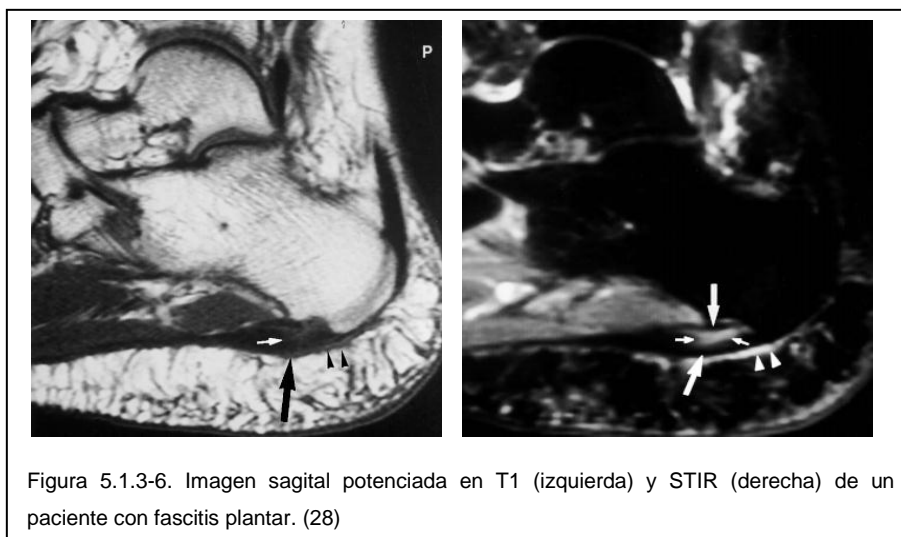 P
Figura 5.1.3-6. Imagen sagital potenciada en T1 (izquierda) y STIR (derecha) de un
paciente con fascitis plantar. (28)